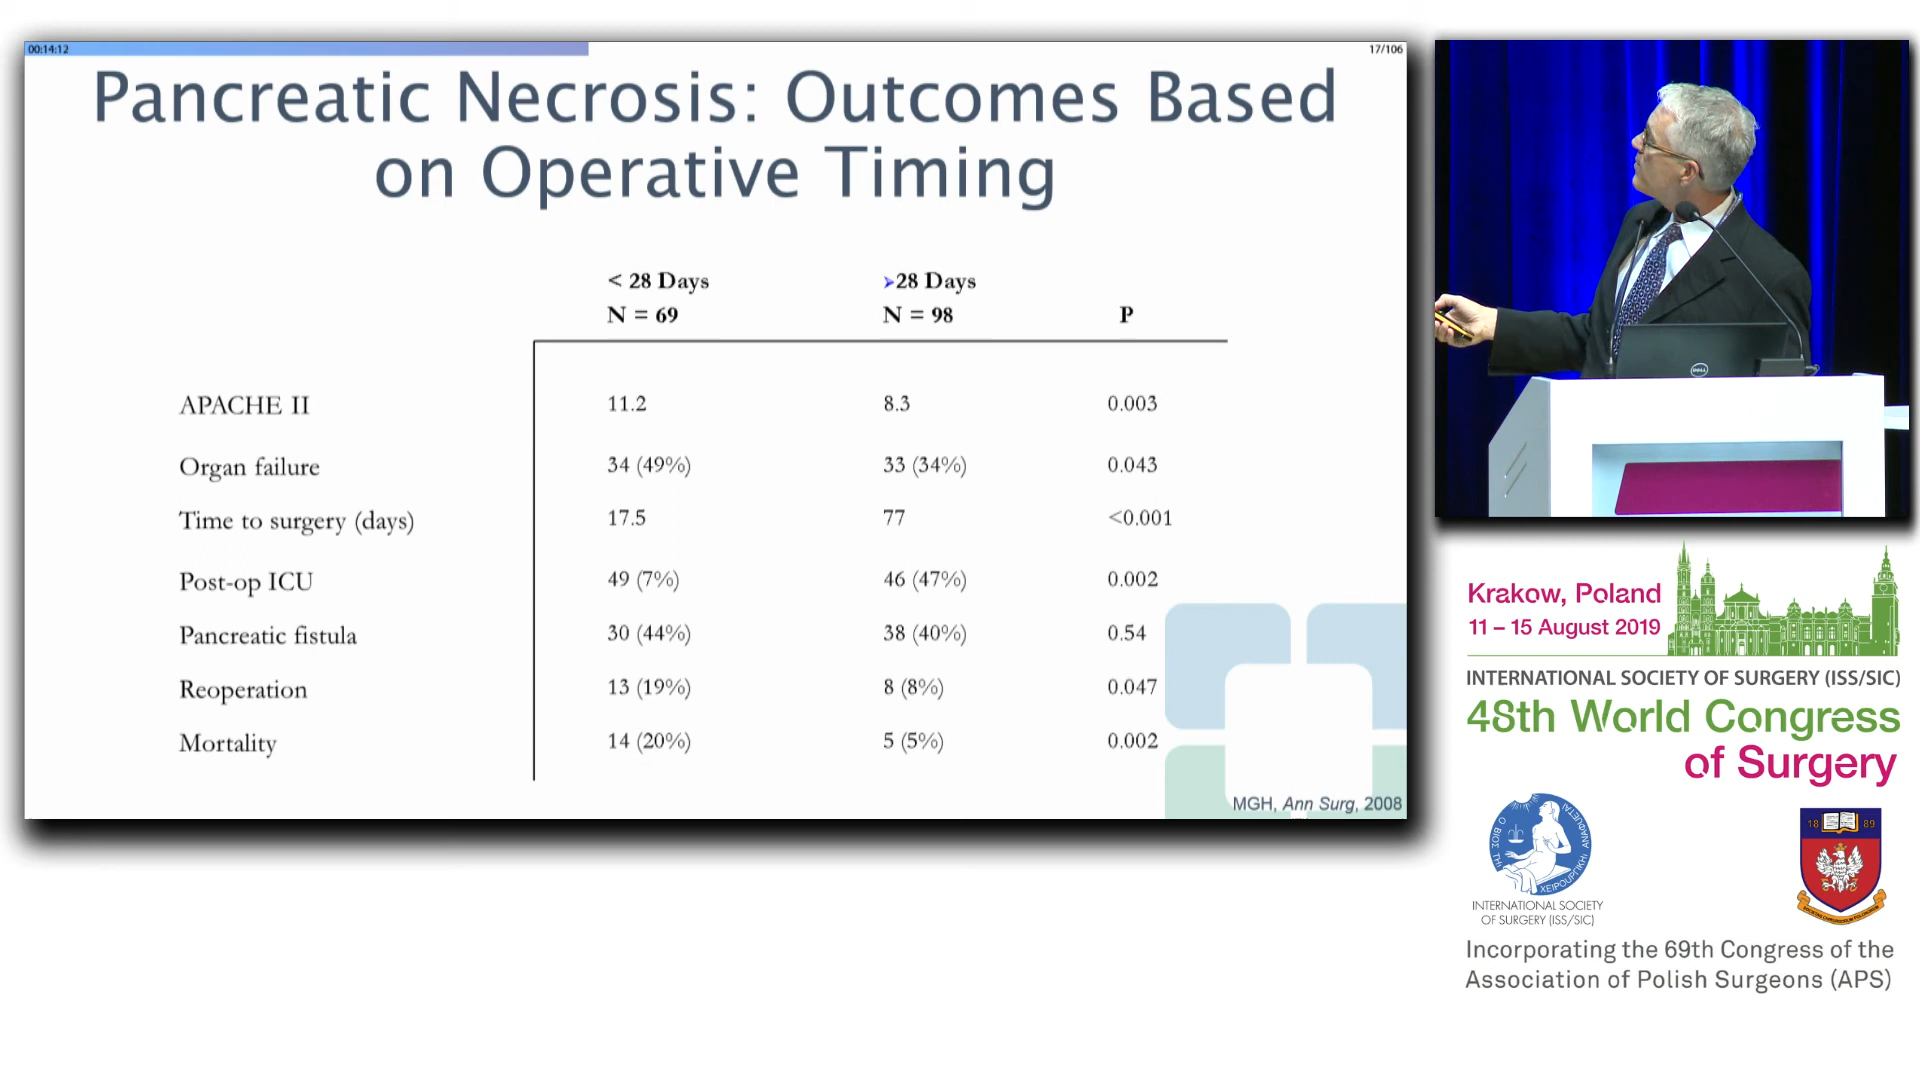 00:14:12
17/106
Pancreatic Necrosis: Outcomes Based
on Operative Timing
< 28 Days ➢28 Days
N = 69 N = 98 P
APACHE II 11.2 8.3 0.003
Organ failure 34 (49%) 33 (34%) 0.043
Time to surgery (days) 17.5 77 <0.001
Post-op ICU 49 (7%) 46 (47%) 0.002
Pancreatic fistula 30 (44%) 38 (40%) 0.54
Reoperation 13 (19%) 8 (8%) 0.047
Mortality 14 (20%) 5 (5%) 0.002
MGH, Ann Surg, 2008
DELL
Krakow, Poland
11 – 15 August 2019
INTERNATIONAL SOCIETY OF SURGERY (ISS/SIC)
48th World Congress
of Surgery
18 89
INTERNATIONAL SOCIETY
OF SURGERY (ISS/SIC)
Incorporating the 69th Congress of the
Association of Polish Surgeons (APS)